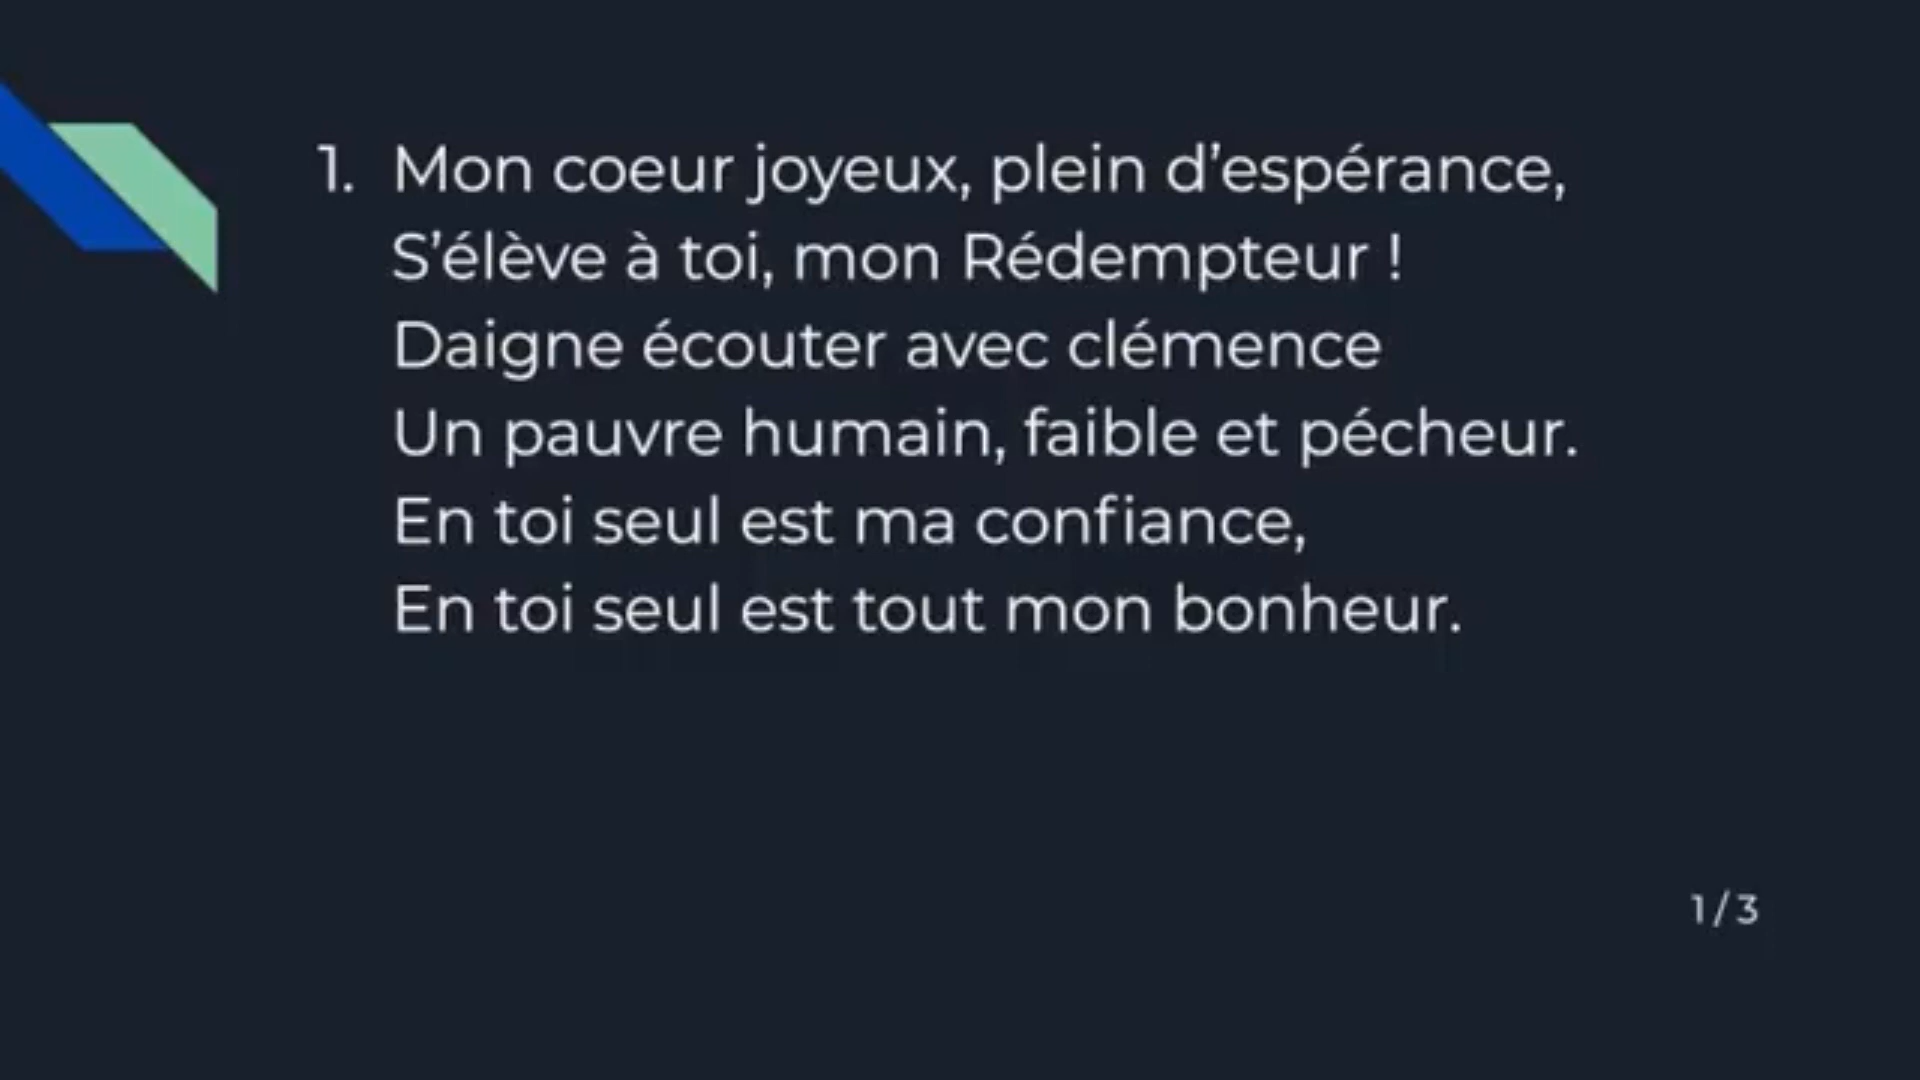 1. Mon coeur joyeux, plein d’espérance,
S’élève à toi, mon Rédempteur !
Daigne écouter avec clémence
Un pauvre humain, faible et pécheur.
En toi seul est ma confiance,
En toi seul est tout mon bonheur.
1 / 3